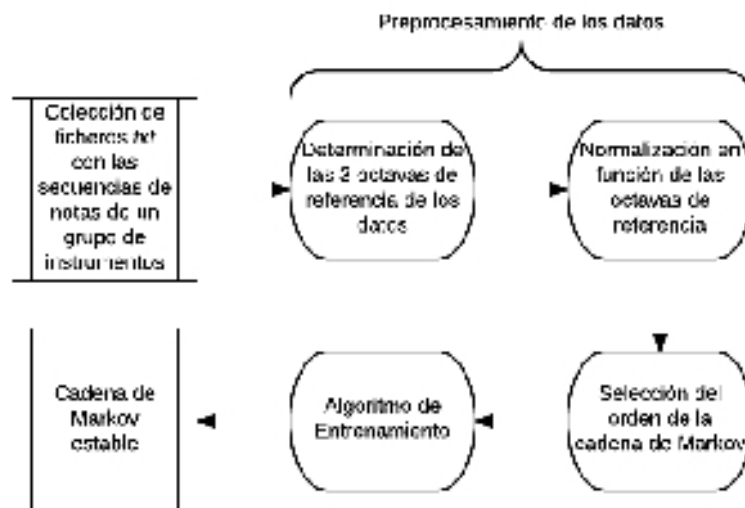 Preprocesamiento de los datos
Colección de
ficheros txt
con las
secuencias de
notas de un
grupo de
instrumentos
Determinación de
las 2 octavas de
referencia de los
datos
Normalización en
función de las
octavas de
referencia
Selección del
orden de la
cadena de Markov
Algoritmo de
Entrenamiento
Cadena de
Markov
estable